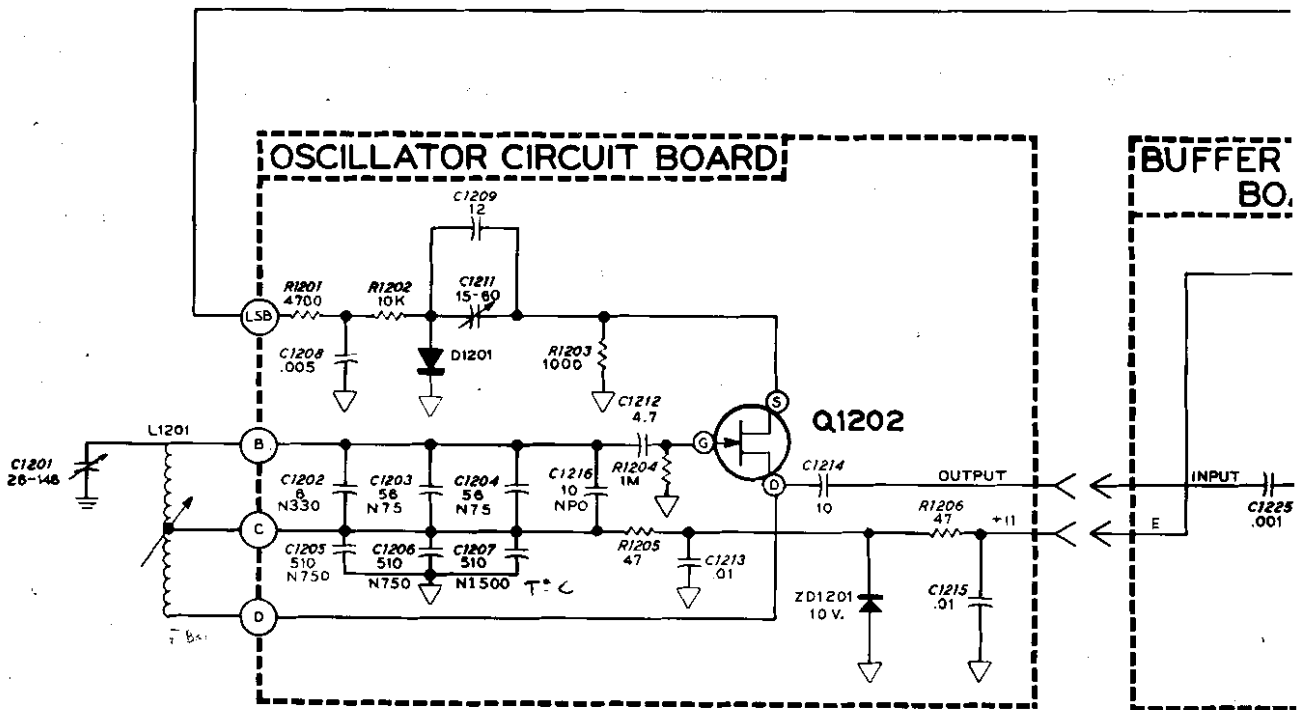 OSCILLATOR CIRCUIT BOARD
BUFFER
BOA
C1209
12
C1211
15-60
R1201
4700
R1202
10K
LSB
C1208
.005
D1201
R1203
1000
S
C1212
4.7
G
Q1202
L1201
B
C1201
26-146
C1202
6
N330
C1203
56
N75
C1204
56
N75
C1216
10
NPO
R1204
1M
D
C1214
10
OUTPUT
INPUT
C1225
.001
C
R1206
47
+11
E
C1205
510
N750
C1206
510
N750
C1207
510
N1500
T°C
R1205
47
C1213
.01
ZD1201
10 V.
C1215
.01
D